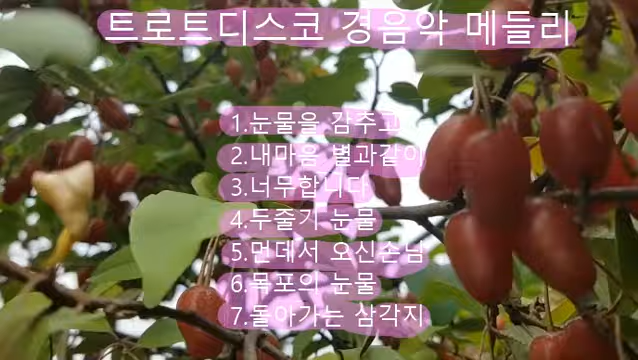 트로트디스코 경음악 메들리
1.눈물을 감추고
2.내마음 별과같이
3.너무합니다
4.두줄기 눈물
5.먼데서 오신손님
6.목포의 눈물
7.돌아가는 삼각지